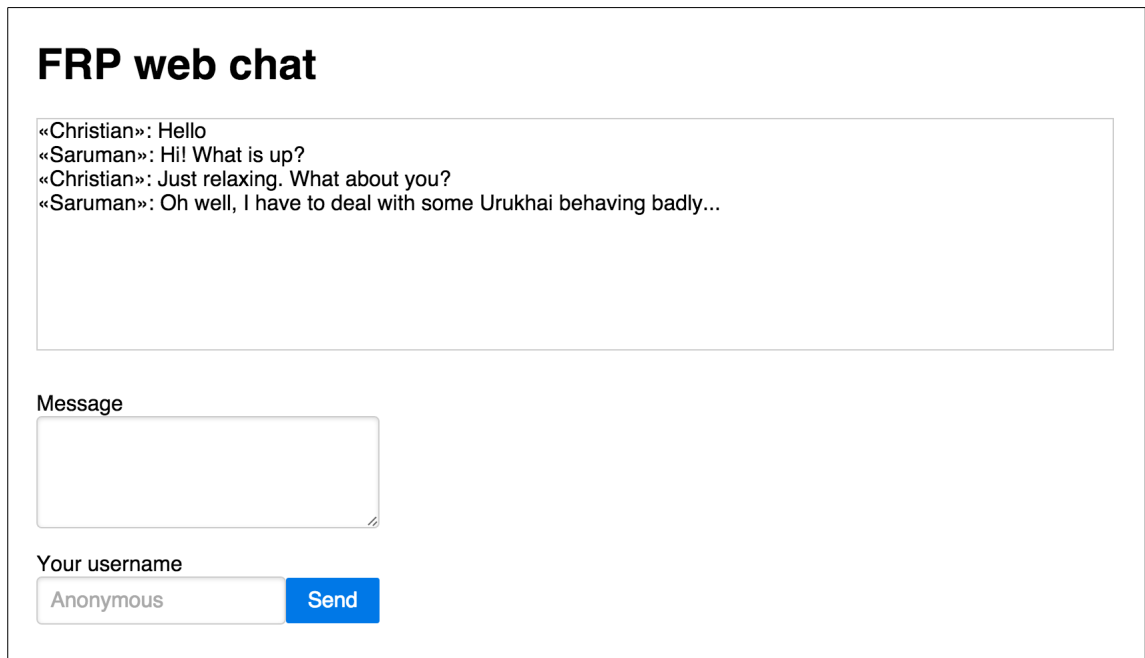 FRP web chat
«Christian»: Hello
«Saruman»: Hi! What is up?
«Christian»: Just relaxing. What about you?
«Saruman»: Oh well, I have to deal with some Urukhai behaving badly...
Message
Your username
Anonymous Send